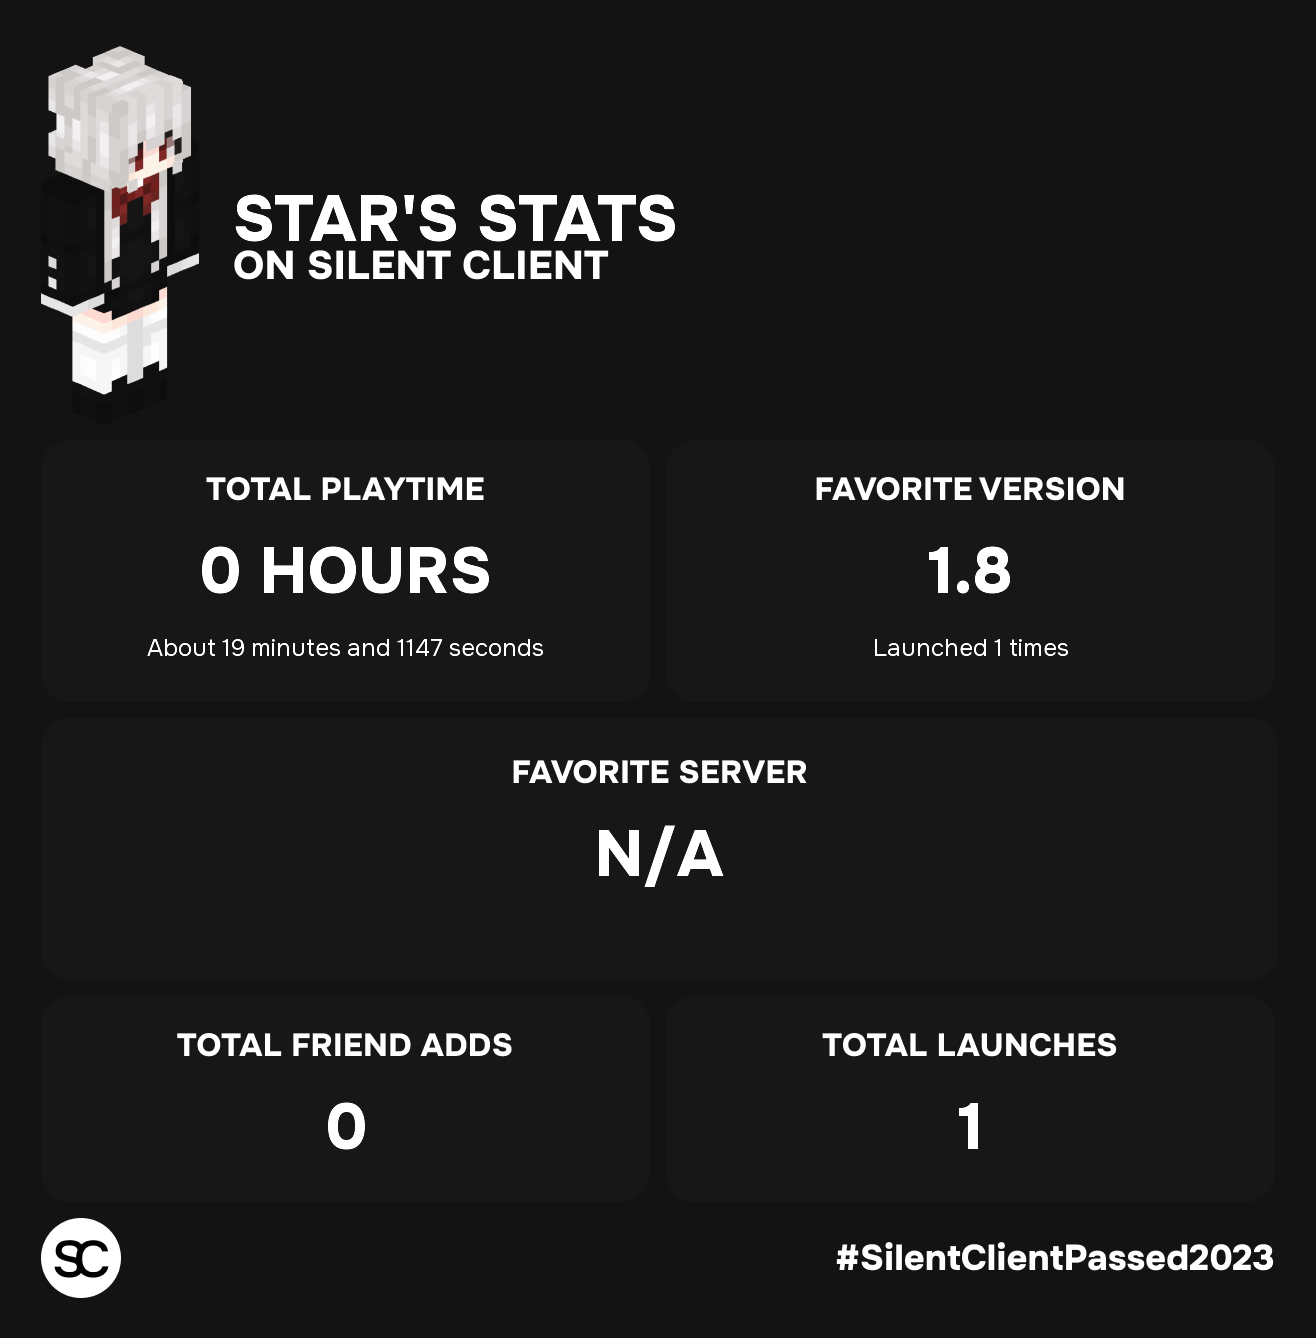 STAR'S STATS
ON SILENT CLIENT
TOTAL PLAYTIME
0 HOURS
About 19 minutes and 1147 seconds
FAVORITE VERSION
1.8
Launched 1 times
FAVORITE SERVER
N/A
TOTAL FRIEND ADDS
0
TOTAL LAUNCHES
1
SC
#SilentClientPassed2023